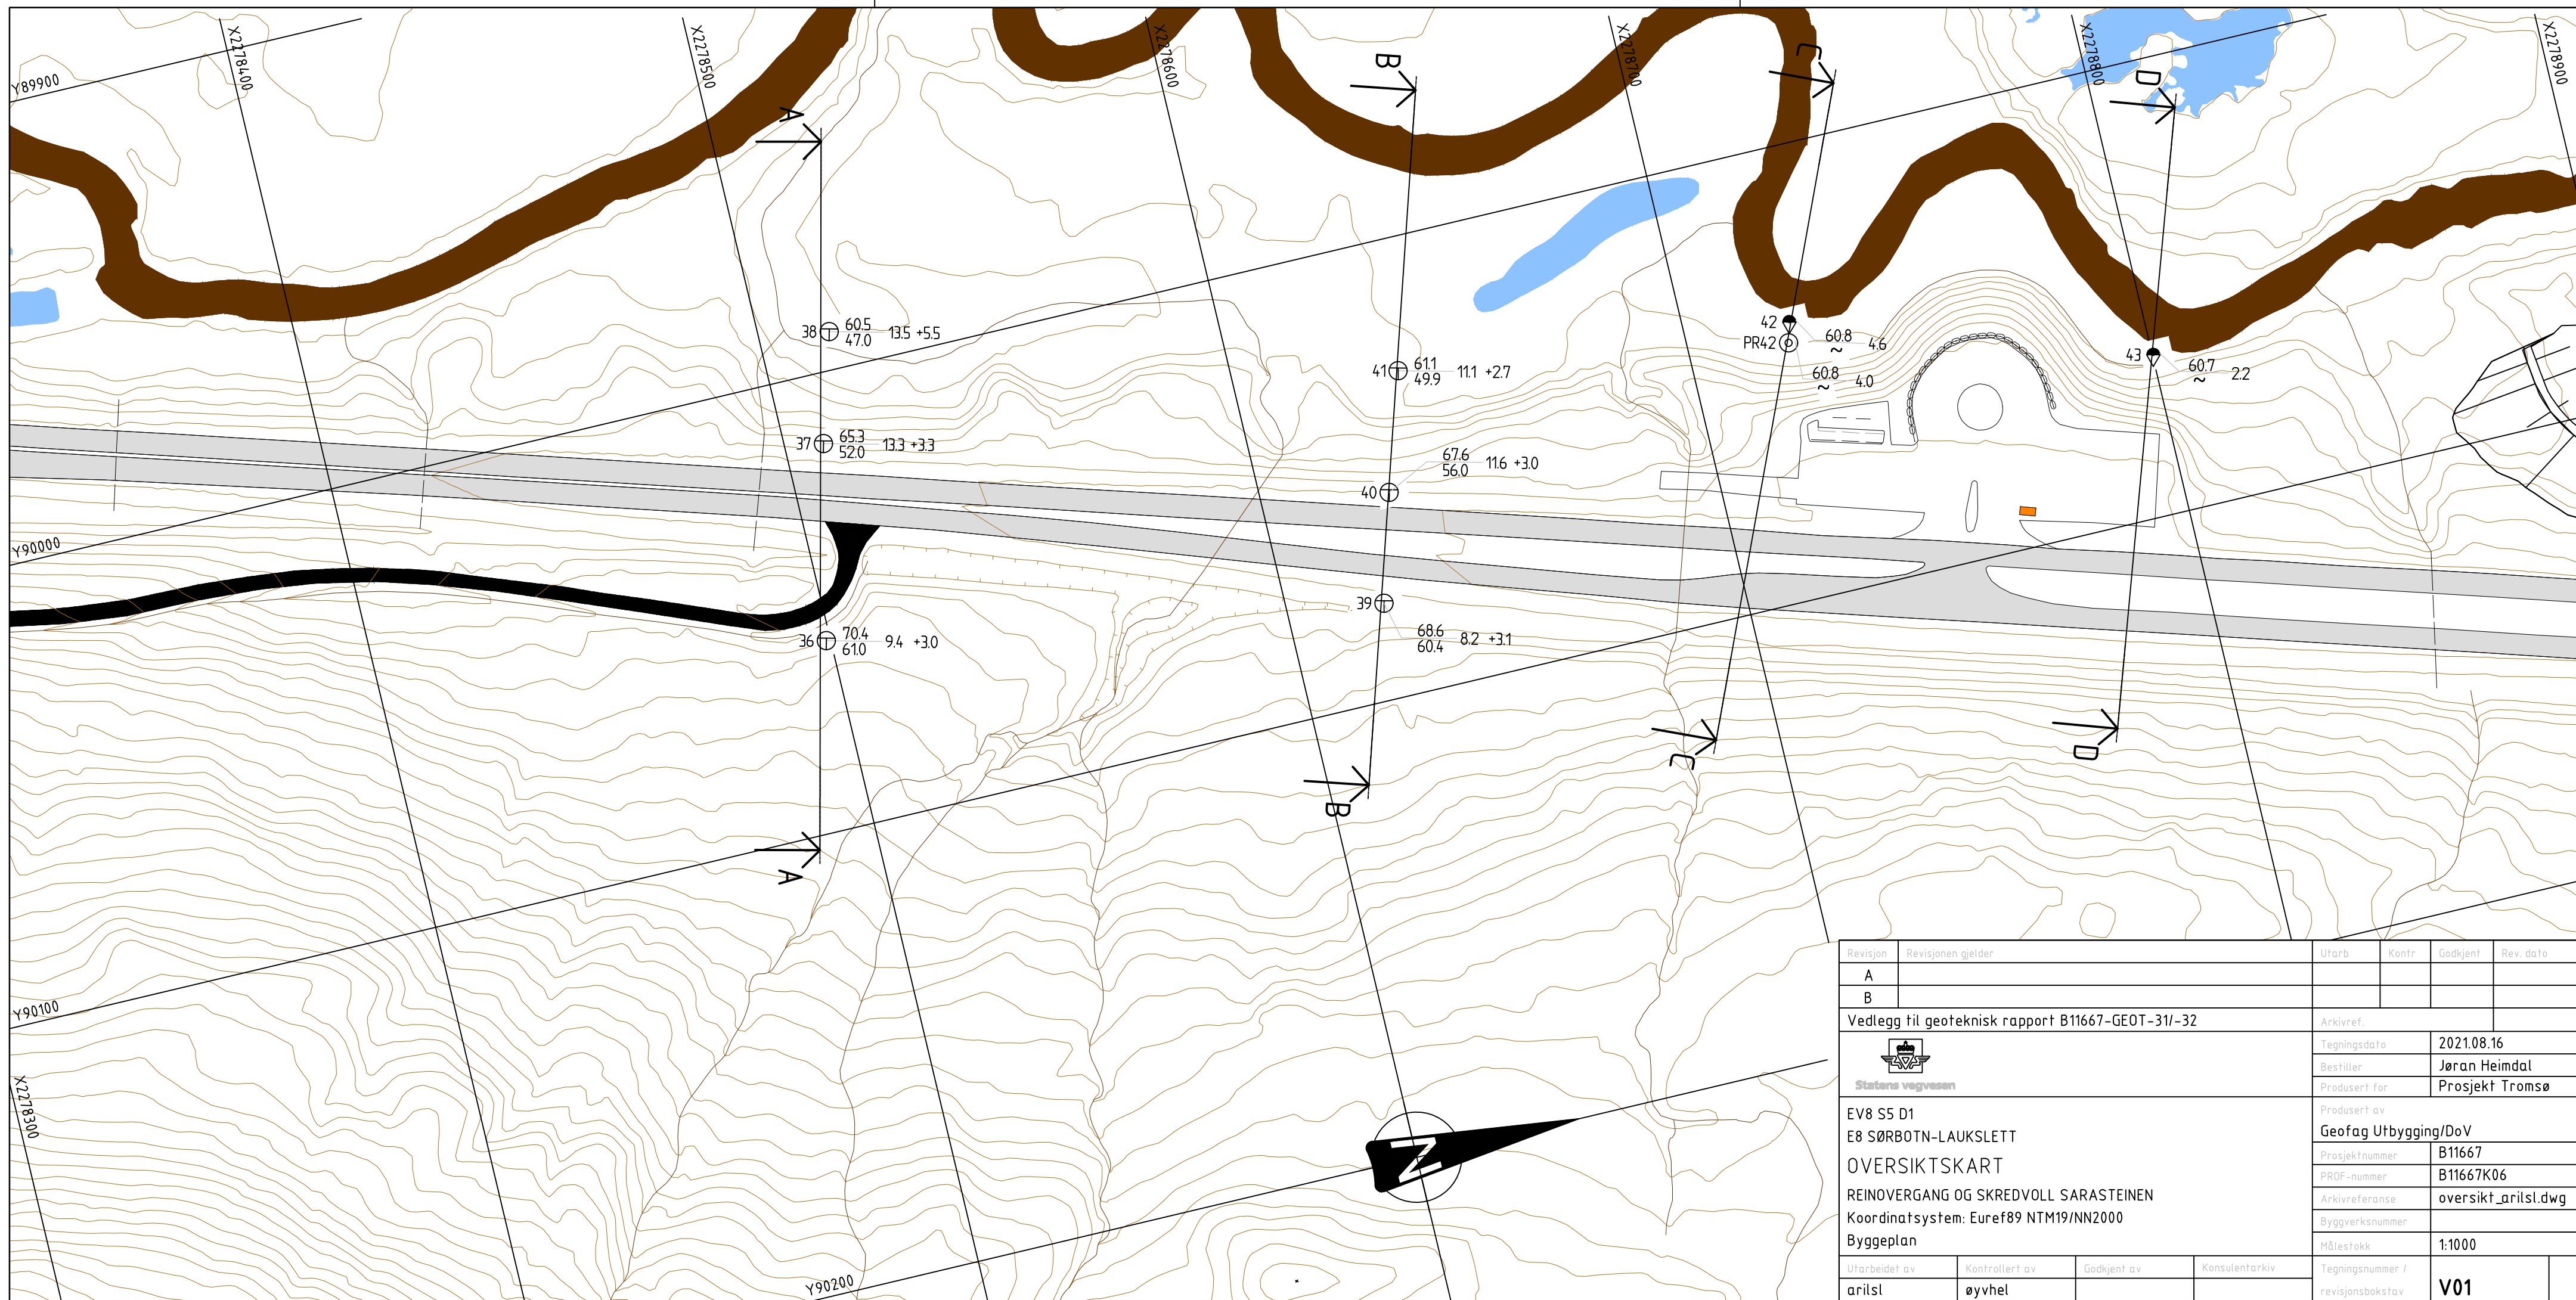 X2278400
X2278500
X2278600
X2278700
X2278800
X2278900
Y89900
A
B
C
D
38 60.5 13.5 +5.5
47.0
42 60.8 4.6
~
PR42 60.8 4.0
~
43 60.7 2.2
~
41 61.1 11.1 +2.7
49.9
37 65.3 13.3 +3.3
52.0
67.6 11.6 +3.0
56.0
40
Y90000
39
68.6 8.2 +3.1
60.4
36 70.4 9.4 +3.0
61.0
C
D
B
A
Y90100
X2278300
N
Y90200
Revisjon Revisjonen gjelder Utarb Kontr Godkjent Rev. dato
A
B
Vedlegg til geoteknisk rapport B11667-GEOT-31/-32 Arkivref.
Statens vegvesen
Tegningsdato 2021.08.16
Bestiller Jøran Heimdal
Produsert for Prosjekt Tromsø
EV8 S5 D1
E8 SØRBOTN-LAUKSLETT
OVERSIKTSKART
REINOVERGANG OG SKREDVOLL SARASTEINEN
Koordinatsystem: Euref89 NTM19/NN2000
Byggeplan
Produsert av
Geofag Utbygging/DoV
Prosjektnummer B11667
PROF-nummer B11667K06
Arkivreferanse oversikt_arilsl.dwg
Byggverksnummer
Målestokk 1:1000
Utarbeidet av Kontrollert av Godkjent av Konsulentarkiv
arilsl øyvhel
Tegningsnummer /
revisjonsbokstav V01